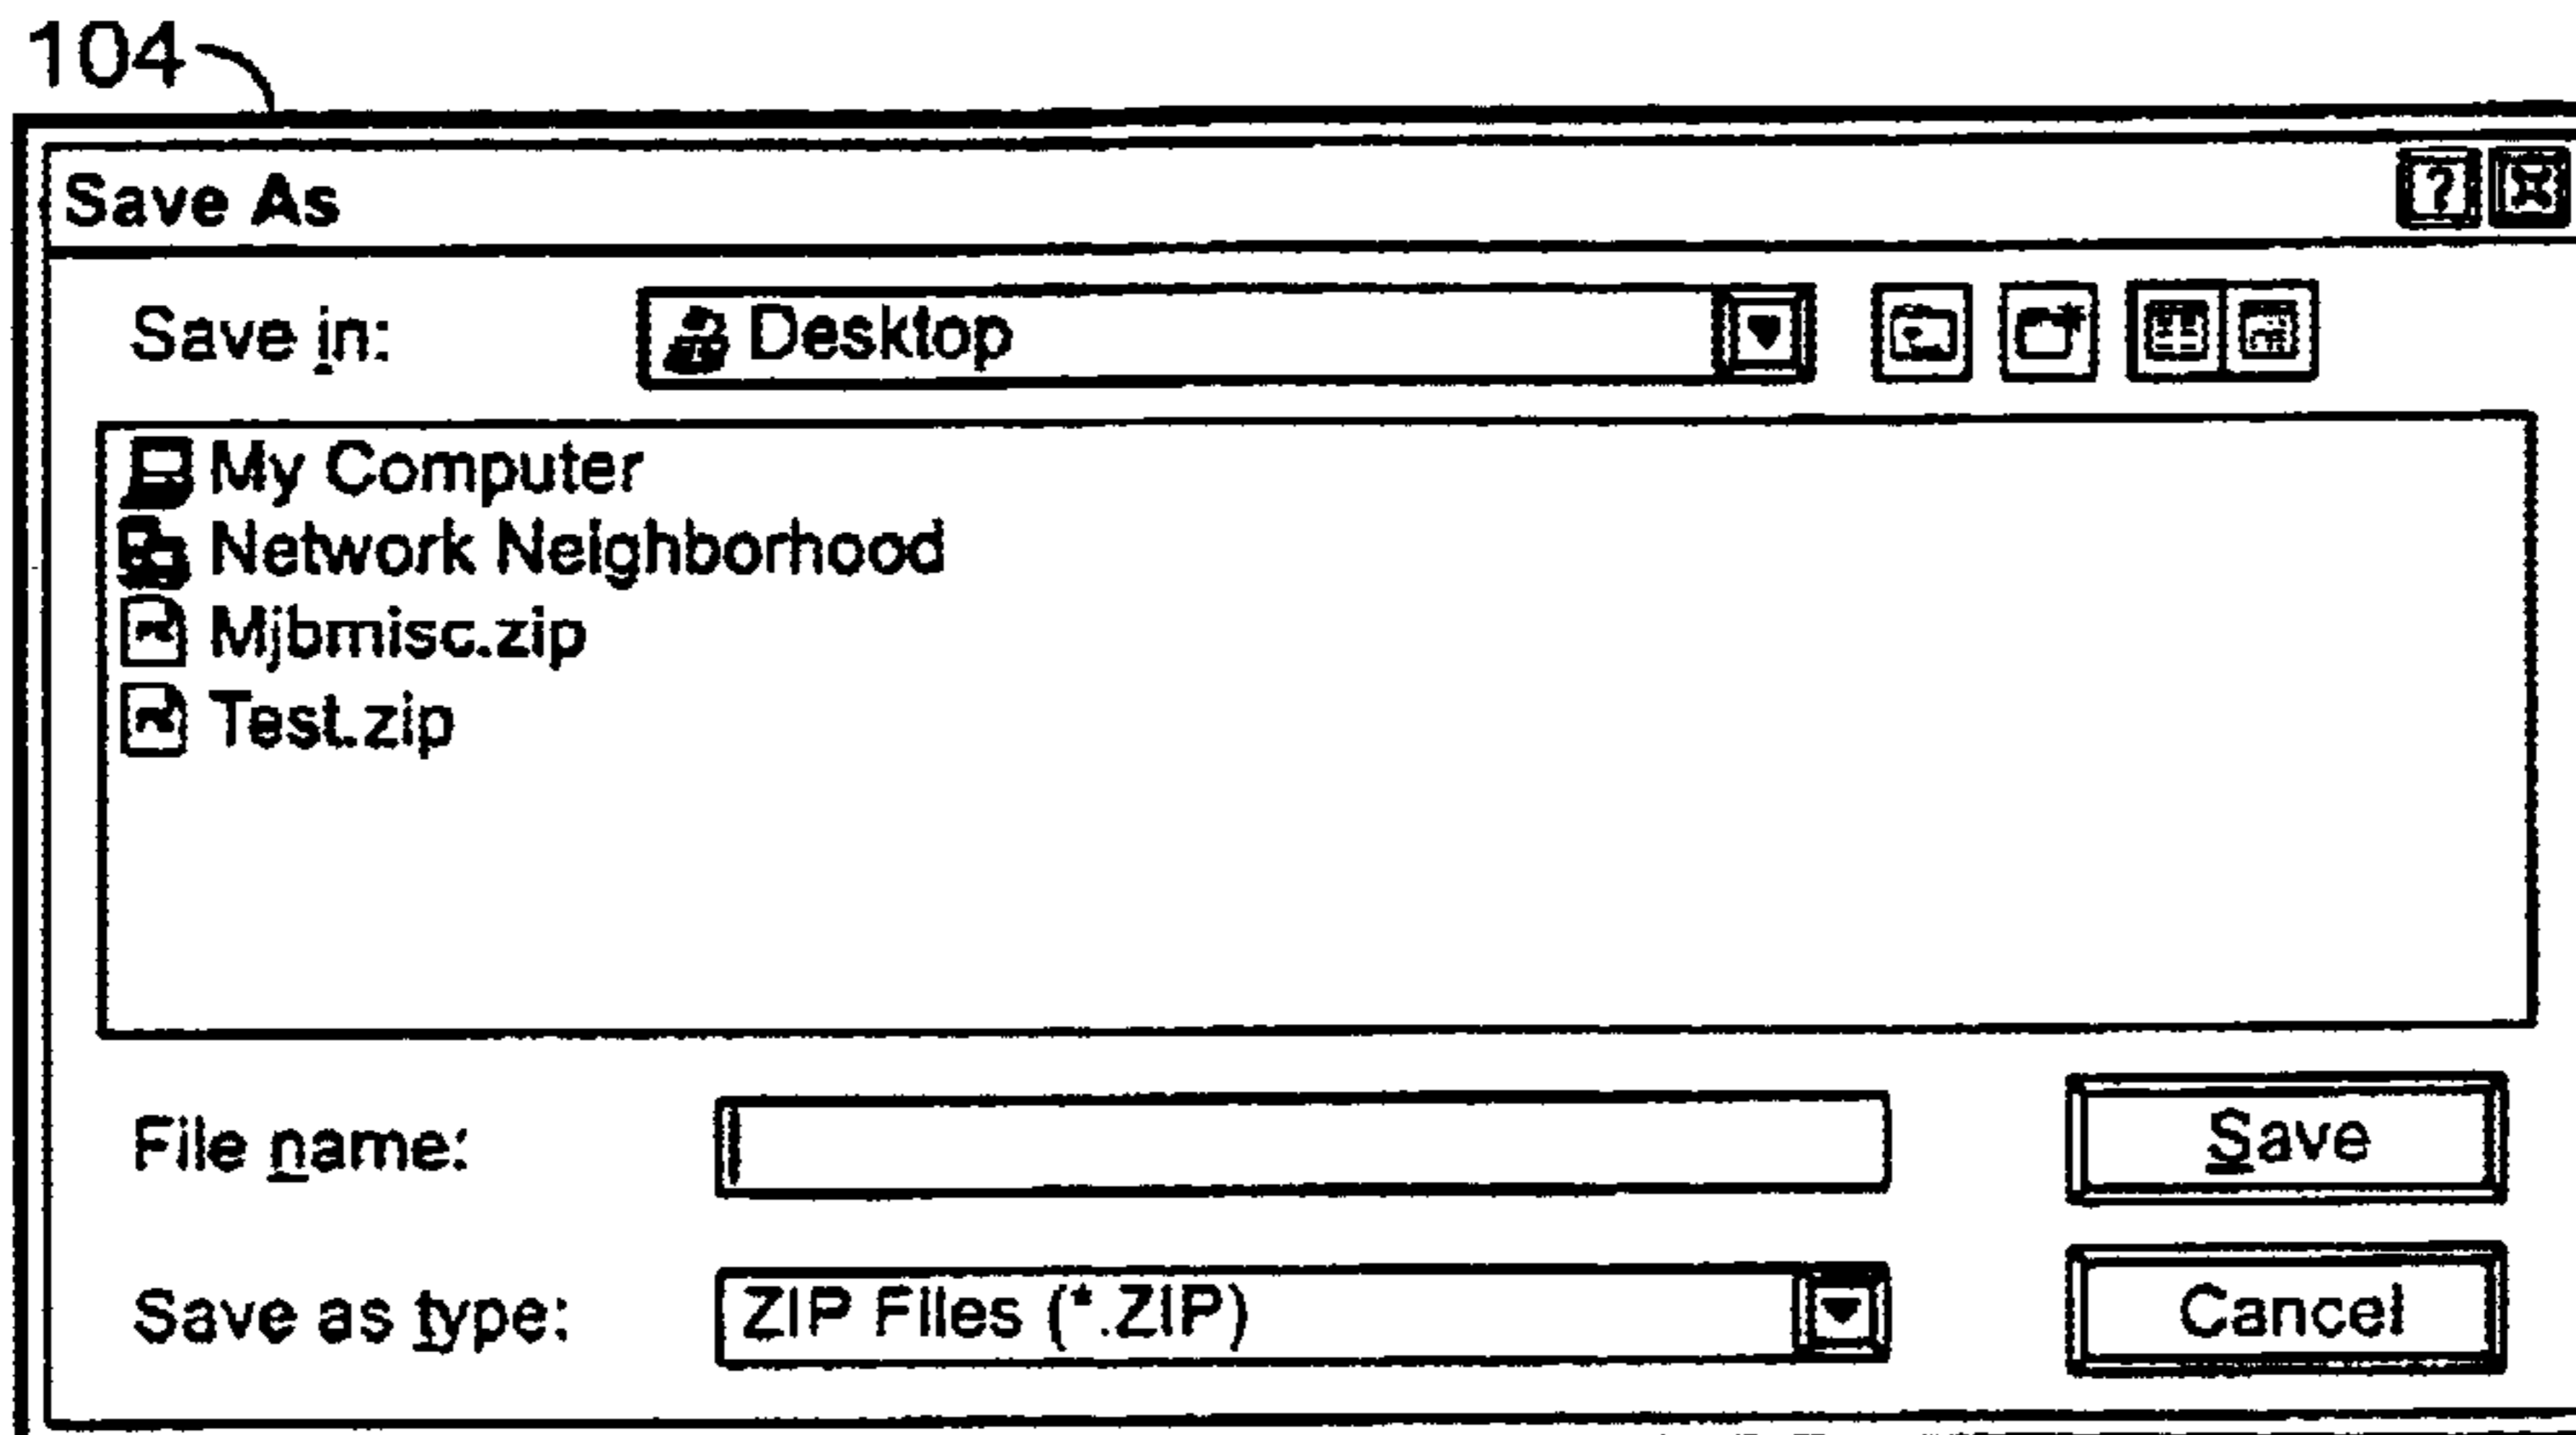 104
Save As ?
Save in: Desktop
My Computer
Network Neighborhood
Mjbmisc.zip
Test.zip
File name: Save
Save as type: ZIP Files (*.ZIP) Cancel